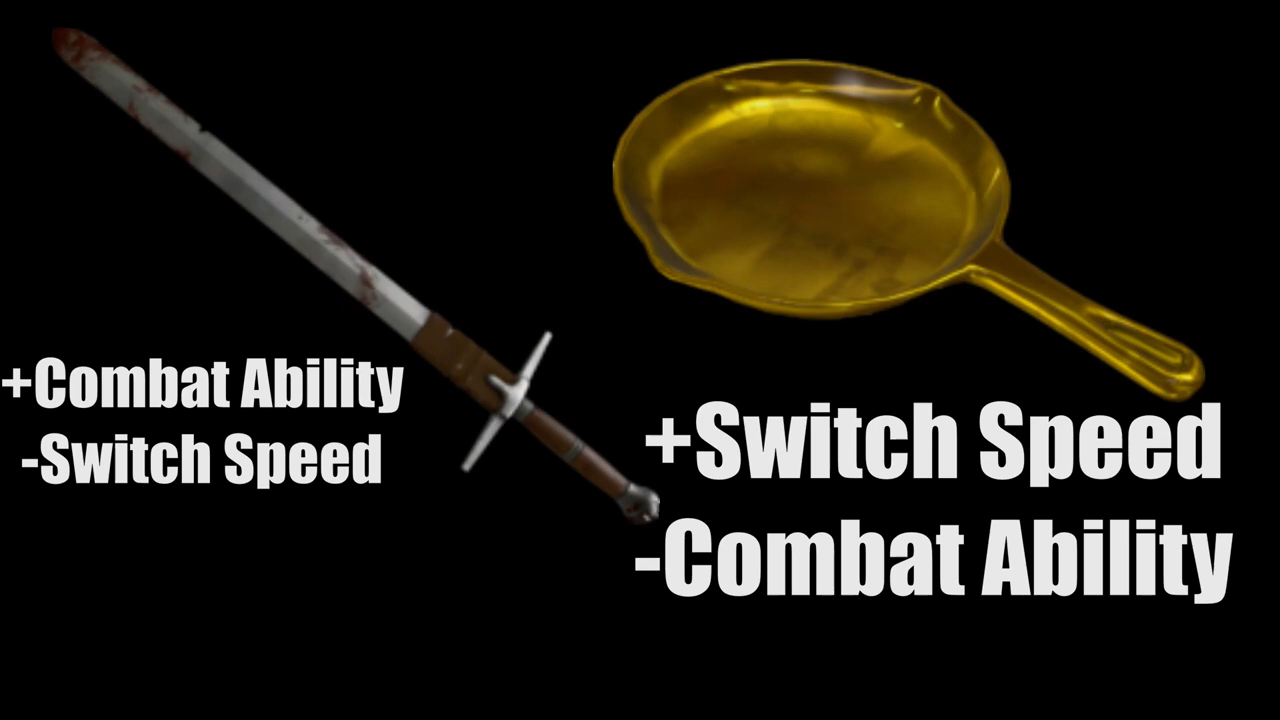 +Combat Ability
-Switch Speed
+Switch Speed
-Combat Ability